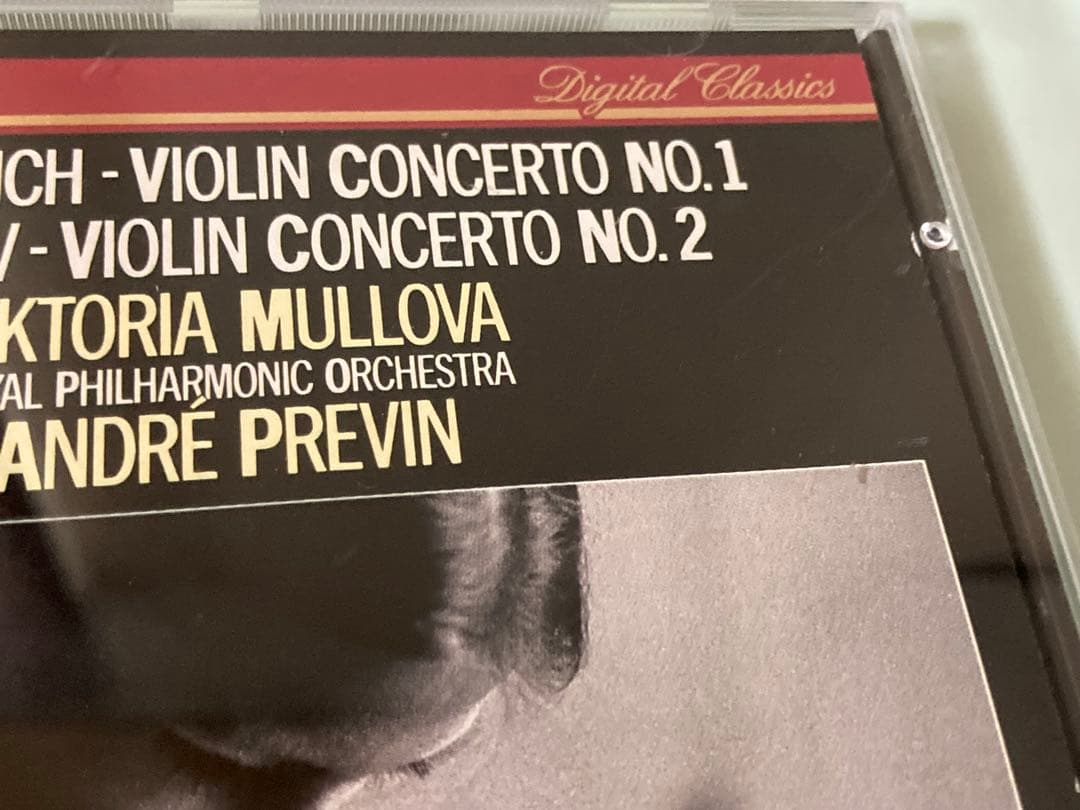 Digital Classics
ICH - VIOLIN CONCERTO NO. 1
V - VIOLIN CONCERTO NO. 2
KTORIA MULLOVA
YAL PHILHARMONIC ORCHESTRA
ANDRÉ PREVIN